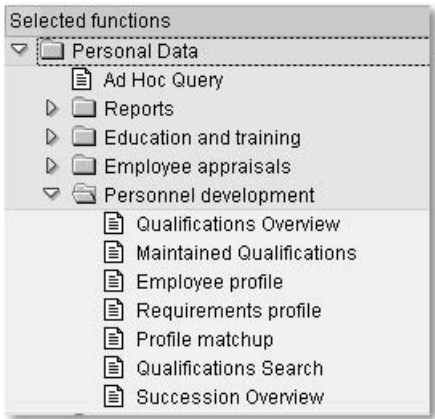 Selected functions
Personal Data
Ad Hoc Query
Reports
Education and training
Employee appraisals
Personnel development
Qualifications Overview
Maintained Qualifications
Employee profile
Requirements profile
Profile matchup
Qualifications Search
Succession Overview